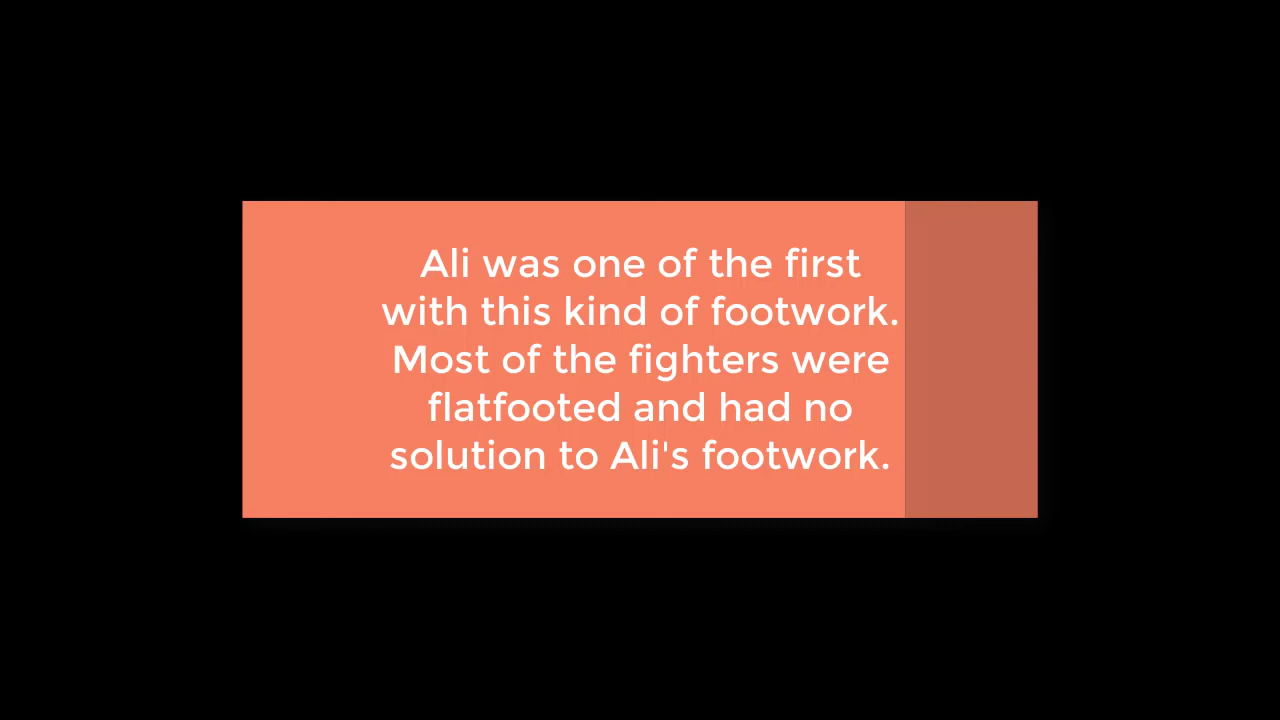 Ali was one of the first
with this kind of footwork.
Most of the fighters were
flatfooted and had no
solution to Ali's footwork.